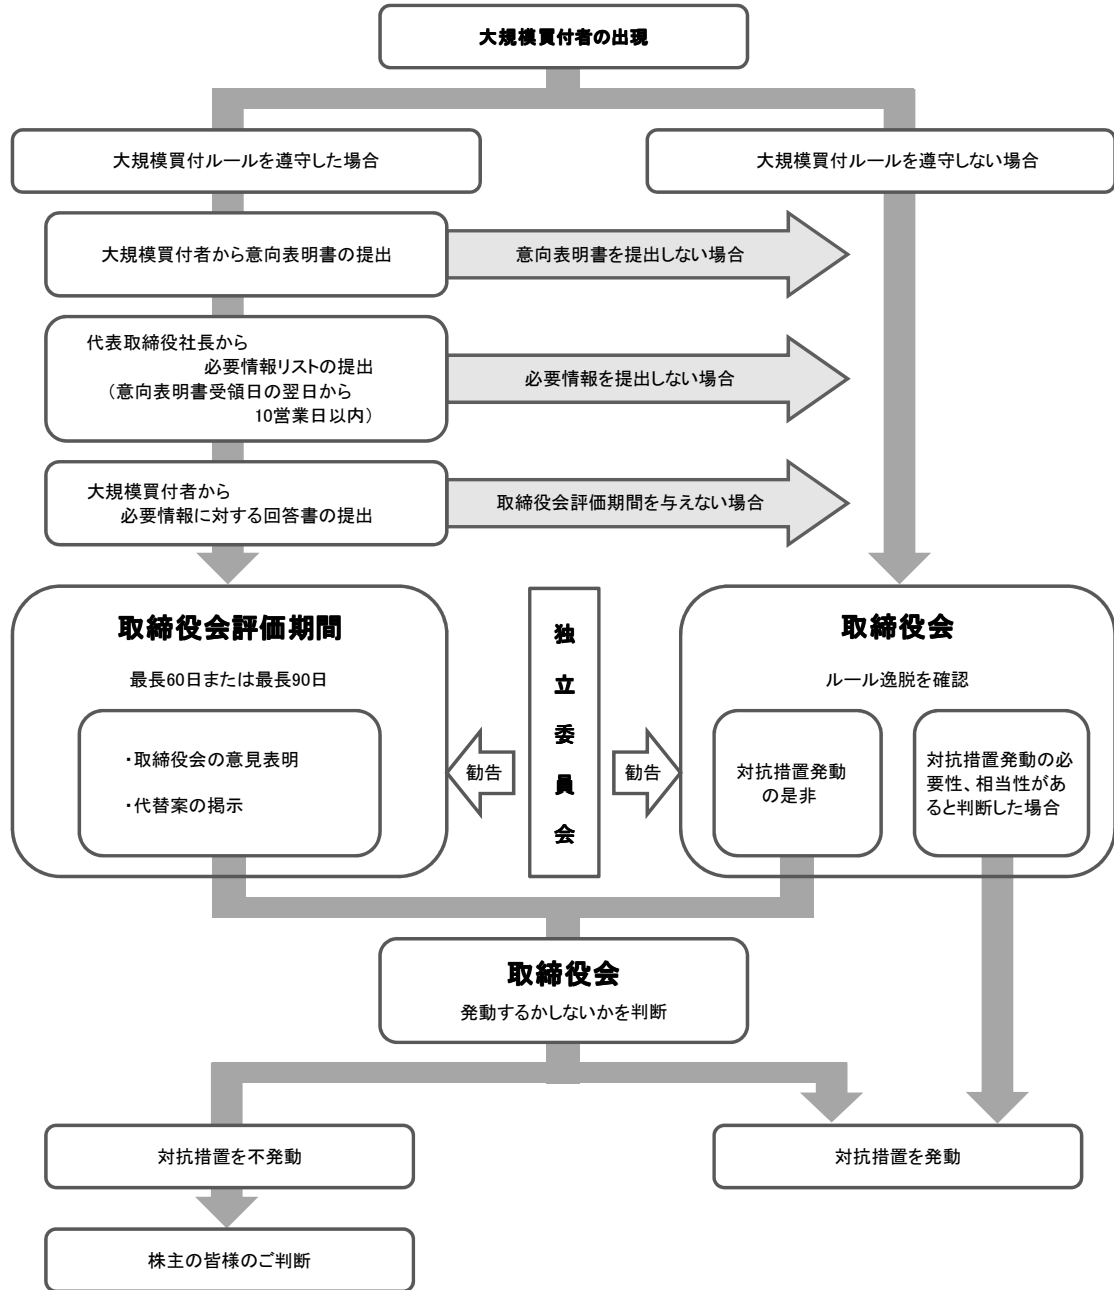 大規模買付者の出現
大規模買付ルールを遵守した場合
大規模買付ルールを遵守しない場合
大規模買付者から意向表明書の提出
意向表明書を提出しない場合
代表取締役社長から
必要情報リストの提出
（意向表明書受領日の翌日から
10営業日以内）
必要情報を提出しない場合
大規模買付者から
必要情報に対する回答書の提出
取締役会評価期間を与えない場合
取締役会評価期間
最長60日または最長90日
・取締役会の意見表明
・代替案の掲示
勧告
独立委員会
勧告
取締役会
ルール逸脱を確認
対抗措置発動
の是非
対抗措置発動の必
要性、相当性があ
ると判断した場合
取締役会
発動するかしないかを判断
対抗措置を不発動
対抗措置を発動
株主の皆様のご判断